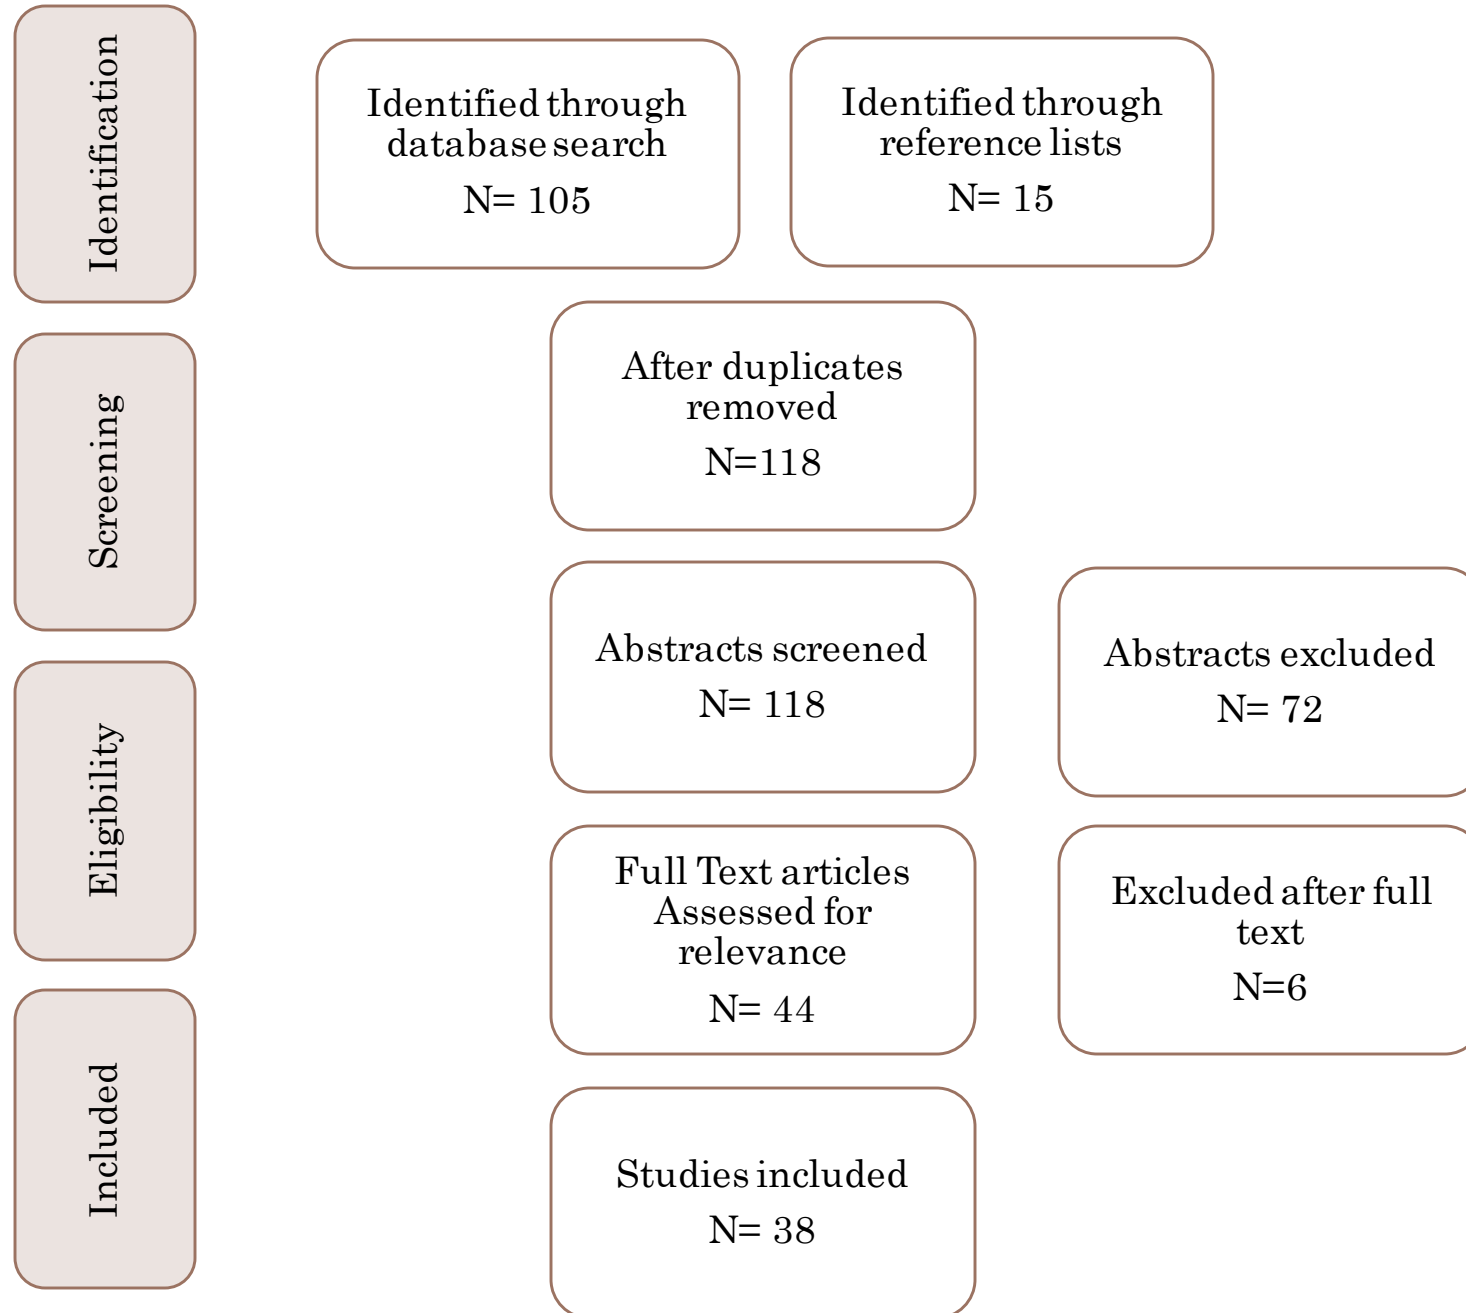 Identification
Identified through
database search
N= 105
Identified through
reference lists
N= 15
Screening
After duplicates
removed
N=118
Abstracts screened
N= 118
Abstracts excluded
N= 72
Eligibility
Full Text articles
Assessed for
relevance
N= 44
Excluded after full
text
N=6
Included
Studies included
N= 38